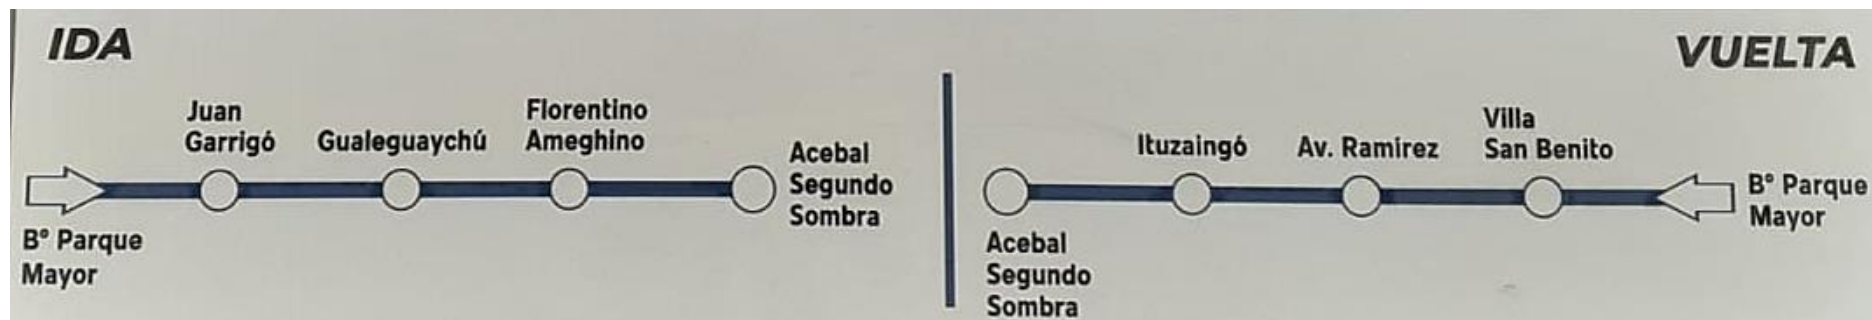 IDA
Juan
Garrigó
Gualeguaychú
Florentino
Ameghino
Acebal
Segundo
Sombra
B° Parque
Mayor
VUELTA
Acebal
Segundo
Sombra
Ituzaingó
Av. Ramírez
Villa
San Benito
B° Parque
Mayor